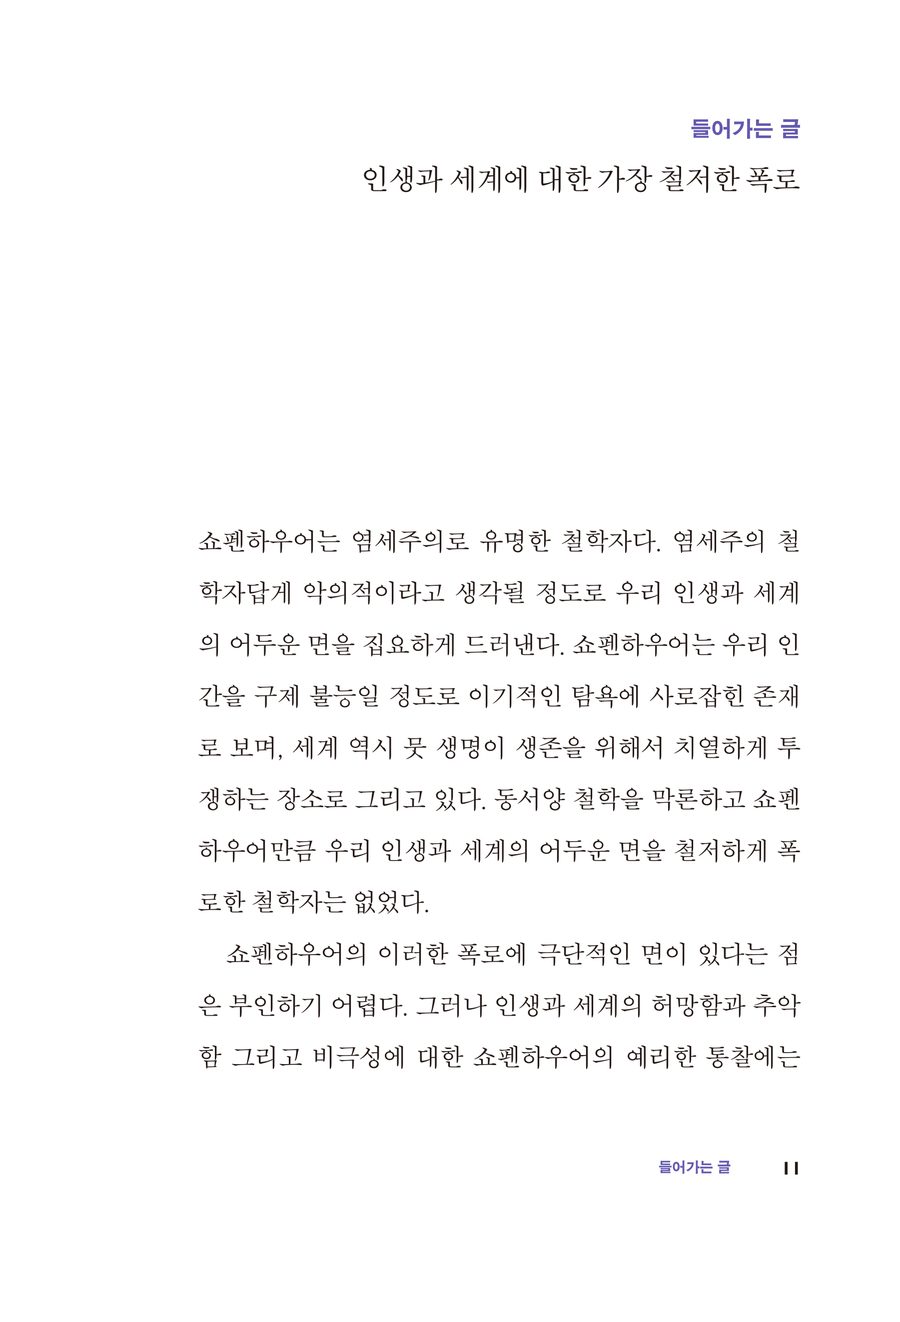 들어가는 글
인생과 세계에 대한 가장 철저한 폭로
쇼펜하우어는 염세주의로 유명한 철학자다. 염세주의 철
학자답게 악의적이라고 생각될 정도로 우리 인생과 세계
의 어두운 면을 집요하게 드러낸다. 쇼펜하우어는 우리 인
간을 구제 불능일 정도로 이기적인 탐욕에 사로잡힌 존재
로 보며, 세계 역시 뭇 생명이 생존을 위해서 치열하게 투
쟁하는 장소로 그리고 있다. 동서양 철학을 막론하고 쇼펜
하우어만큼 우리 인생과 세계의 어두운 면을 철저하게 폭
로한 철학자는 없었다.
쇼펜하우어의 이러한 폭로에 극단적인 면이 있다는 점
은 부인하기 어렵다. 그러나 인생과 세계의 허망함과 추악
함 그리고 비극성에 대한 쇼펜하우어의 예리한 통찰에는
들어가는 글 11